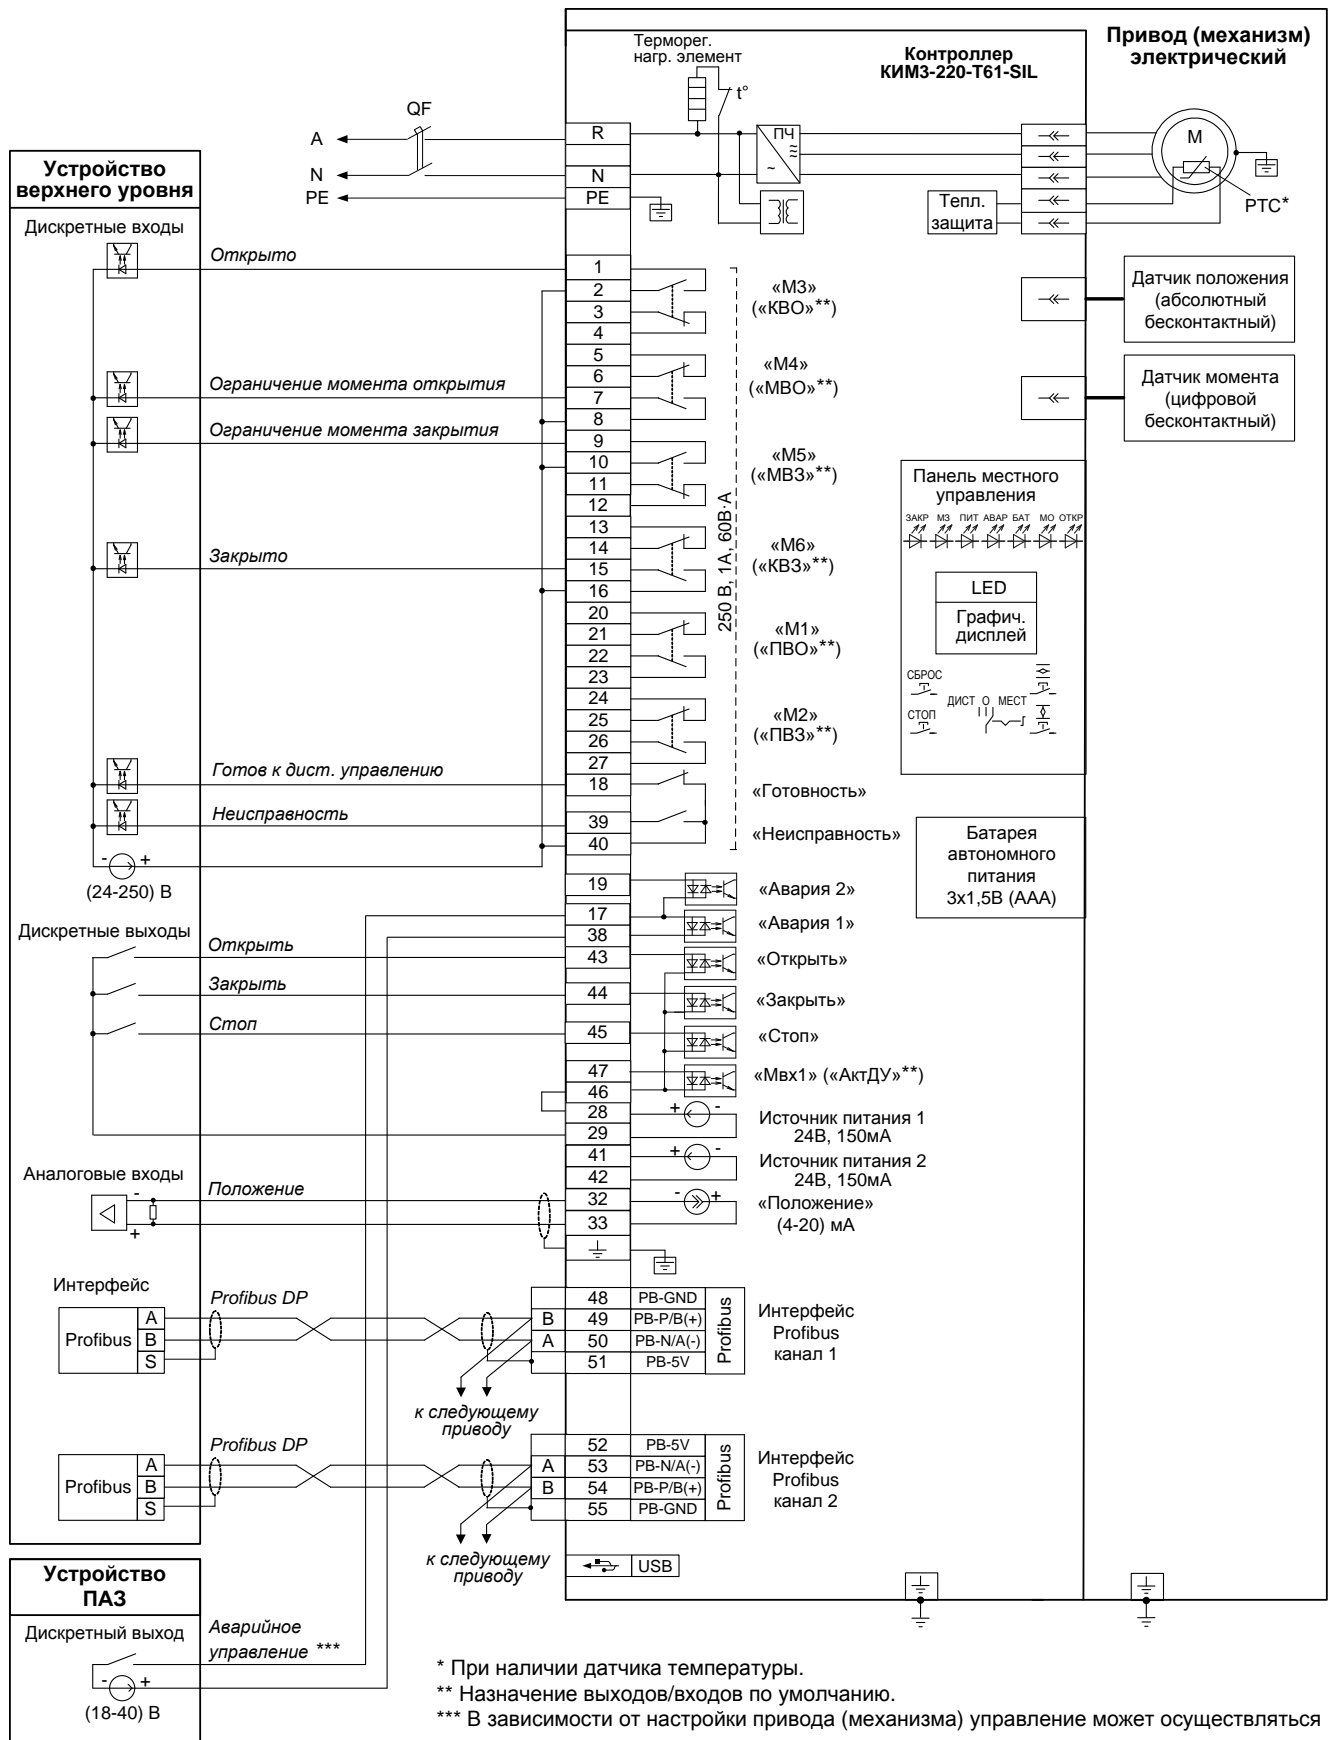 Привод (механизм)
электрический
Контроллер
КИМ3-220-Т61-SIL
Терморег.
нагр. элемент
t°
QF
A
N
PE
R
N
PE
ПЧ
≈
~
M
PTC*
Тепл.
защита
Устройство
верхнего уровня
Дискретные входы
Открыто
1
2
3
4
«М3»
(«КВО»**)
Датчик положения
(абсолютный
бесконтактный)
Ограничение момента открытия
5
6
7
8
«М4»
(«МВО»**)
Датчик момента
(цифровой
бесконтактный)
Ограничение момента закрытия
9
10
11
12
«М5»
(«МВЗ»**)
Закрыто
13
14
15
16
«М6»
(«КВЗ»**)
20
21
22
23
«М1»
(«ПВО»**)
24
25
26
27
«М2»
(«ПВЗ»**)
250 В, 1А, 60В·А
Панель местного
управления
ЗАКР МЗ ПИТ АВАР БАТ МО ОТКР
LED
Графич.
дисплей
СБРОС
СТОП
ДИСТ О МЕСТ
Готов к дист. управлению
18
«Готовность»
Неисправность
39
40
«Неисправность»
- +
(24-250) В
Батарея
автономного
питания
3х1,5В (ААА)
19
«Авария 2»
17
38
«Авария 1»
Дискретные выходы
Открыть
43
«Открыть»
Закрыть
44
«Закрыть»
Стоп
45
«Стоп»
47
46
«Мвх1» («АктДУ»**)
28
29
+ -
Источник питания 1
24В, 150мА
41
42
+ -
Источник питания 2
24В, 150мА
Аналоговые входы
Положение
-
+
32
33
- +
«Положение»
(4-20) мА
Интерфейс
Profibus
A
B
S
Profibus DP
B
A
48 PB-GND
49 PB-P/B(+)
50 PB-N/A(-)
51 PB-5V
Profibus
Интерфейс
Profibus
канал 1
к следующему
приводу
Profibus
A
B
S
Profibus DP
A
B
52 PB-5V
53 PB-N/A(-)
54 PB-P/B(+)
55 PB-GND
Profibus
Интерфейс
Profibus
канал 2
к следующему
приводу
USB
Устройство
ПАЗ
Дискретный выход
Аварийное
управление ***
- +
(18-40) В
* При наличии датчика температуры.
** Назначение выходов/входов по умолчанию.
*** В зависимости от настройки привода (механизма) управление может осуществляться